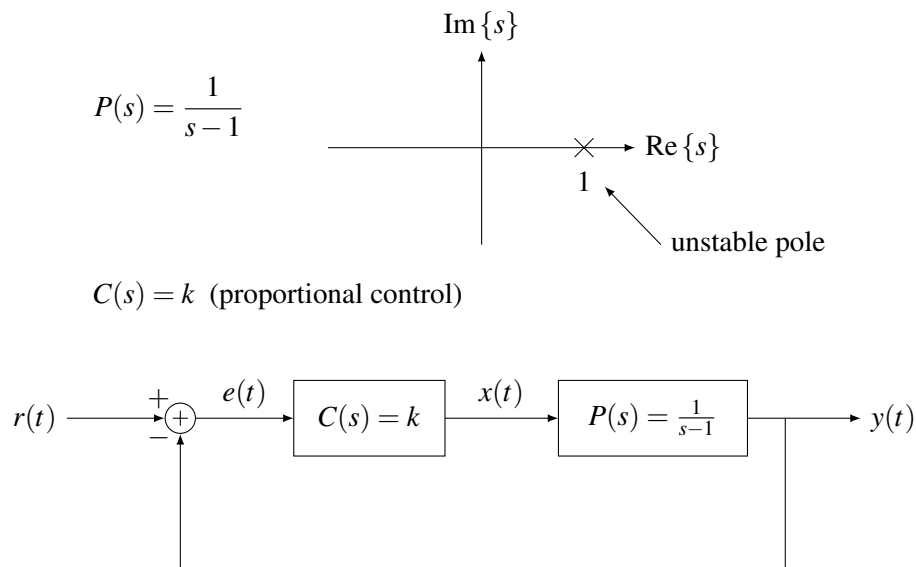 Im {s}
P(s) = 1/(s−1)
Re {s}
1
unstable pole
C(s) = k (proportional control)
r(t) + − + e(t) C(s) = k x(t) P(s) = 1/(s−1) y(t)